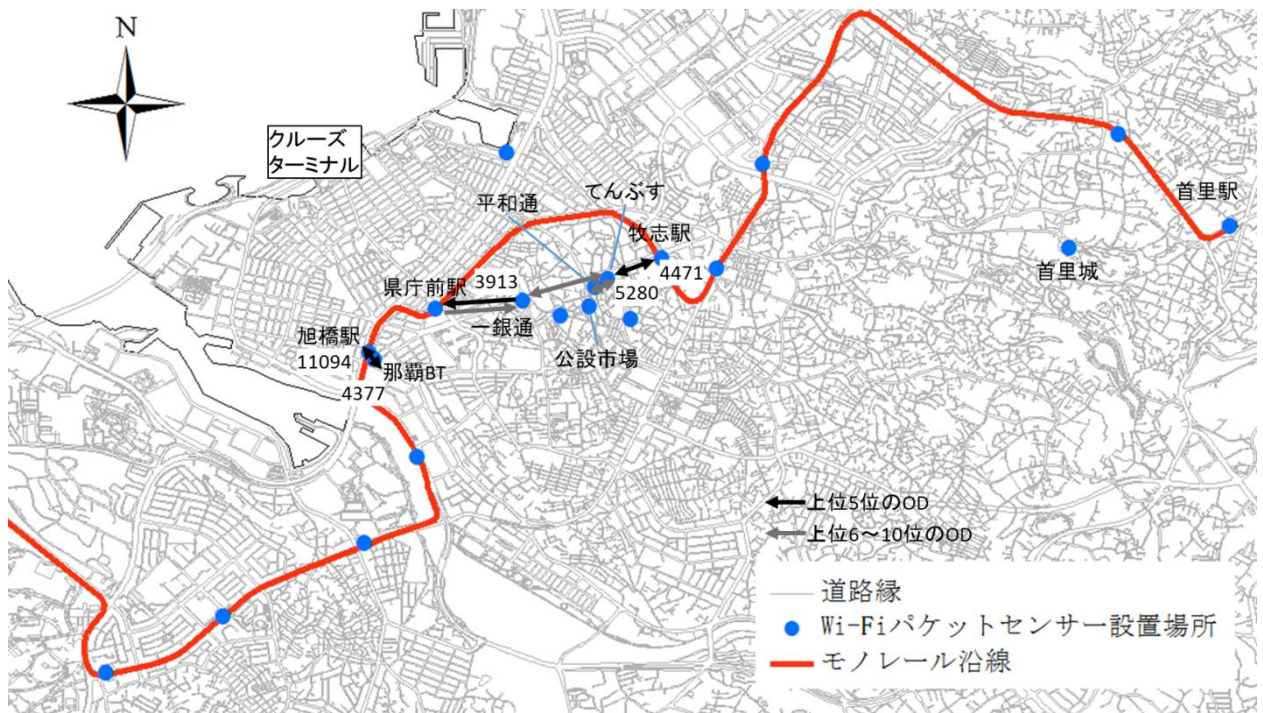 N
クルーズ
ターミナル
てんぶす
平和通
牧志駅
首里駅
首里城
4471
5280
3913
県庁前駅
一銀通
公設市場
旭橋駅
11094
那覇BT
4377
上位5位のOD
上位6～10位のOD
道路縁
Wi-Fiパケットセンサー設置場所
モノレール沿線